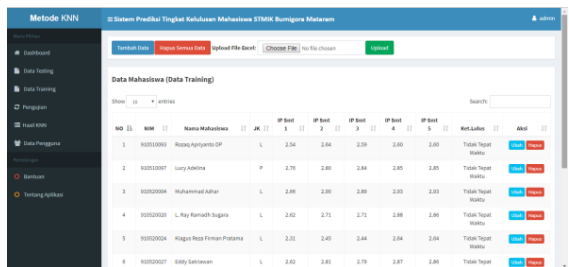 Metode KNN
Sistem Prediksi Tingkat Kelulusan Mahasiswa STMIK Bumigora Mataram
admin
Menu Pilihan
Dashboard
Data Testing
Data Training
Pengujian
Hasil KNN
Data Pengguna
Bantuan
Tentang Aplikasi
Tambah Data Hapus Semua Data Upload File Excel: Choose File No file chosen Upload
Data Mahasiswa (Data Training)
Show 10 entries Search:
NO NIM Nama Mahasiswa JK IP Smt 1 IP Smt 2 IP Smt 3 IP Smt 4 IP Smt 5 Ket.Lulus Aksi
1 910510093 Rozaq Apriyanto DP L 2.54 2.64 2.59 2.60 2.60 Tidak Tepat Waktu Ubah Hapus
2 910510097 Lucy Adelina P 2.76 2.80 2.84 2.85 2.85 Tidak Tepat Waktu Ubah Hapus
3 910520004 Muhammad Azhar L 2.86 2.90 2.89 2.93 2.93 Tidak Tepat Waktu Ubah Hapus
4 910520020 L. Ray Ramadh Sugara L 2.62 2.71 2.71 2.66 2.66 Tidak Tepat Waktu Ubah Hapus
5 910520024 Kiagus Reza Firman Pratama L 2.31 2.45 2.44 2.64 2.64 Tidak Tepat Waktu Ubah Hapus
6 910520027 Eddy Setriawan L 2.62 2.81 2.79 2.87 2.86 Tidak Tepat Ubah Hapus